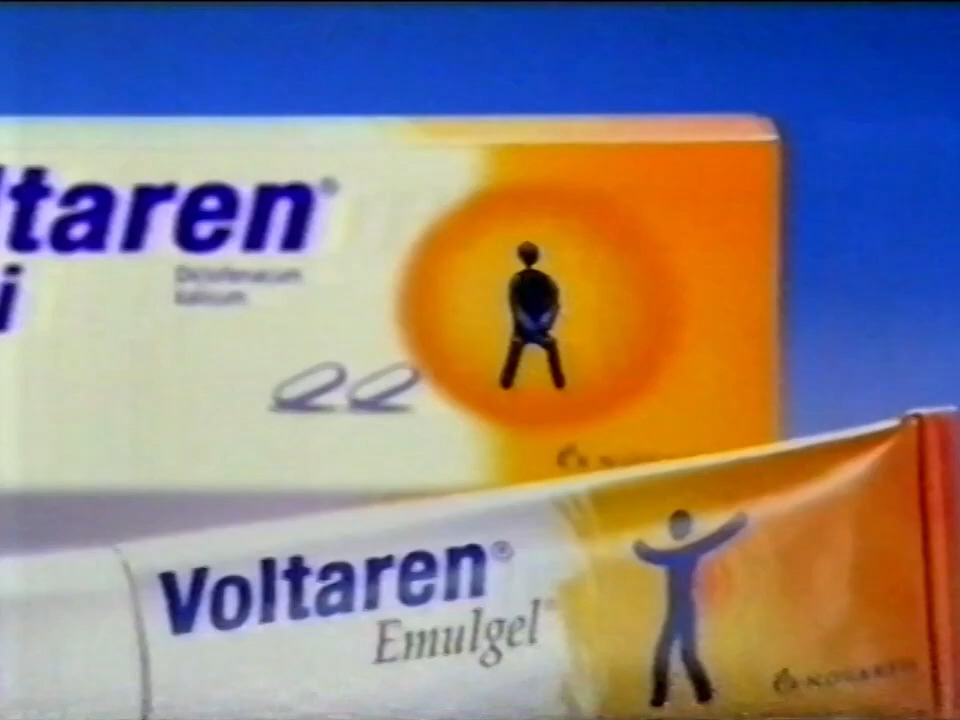 ltaren®
i
Diclofenacum
kalicum
Voltaren®
Emulgel
NOVARTIS